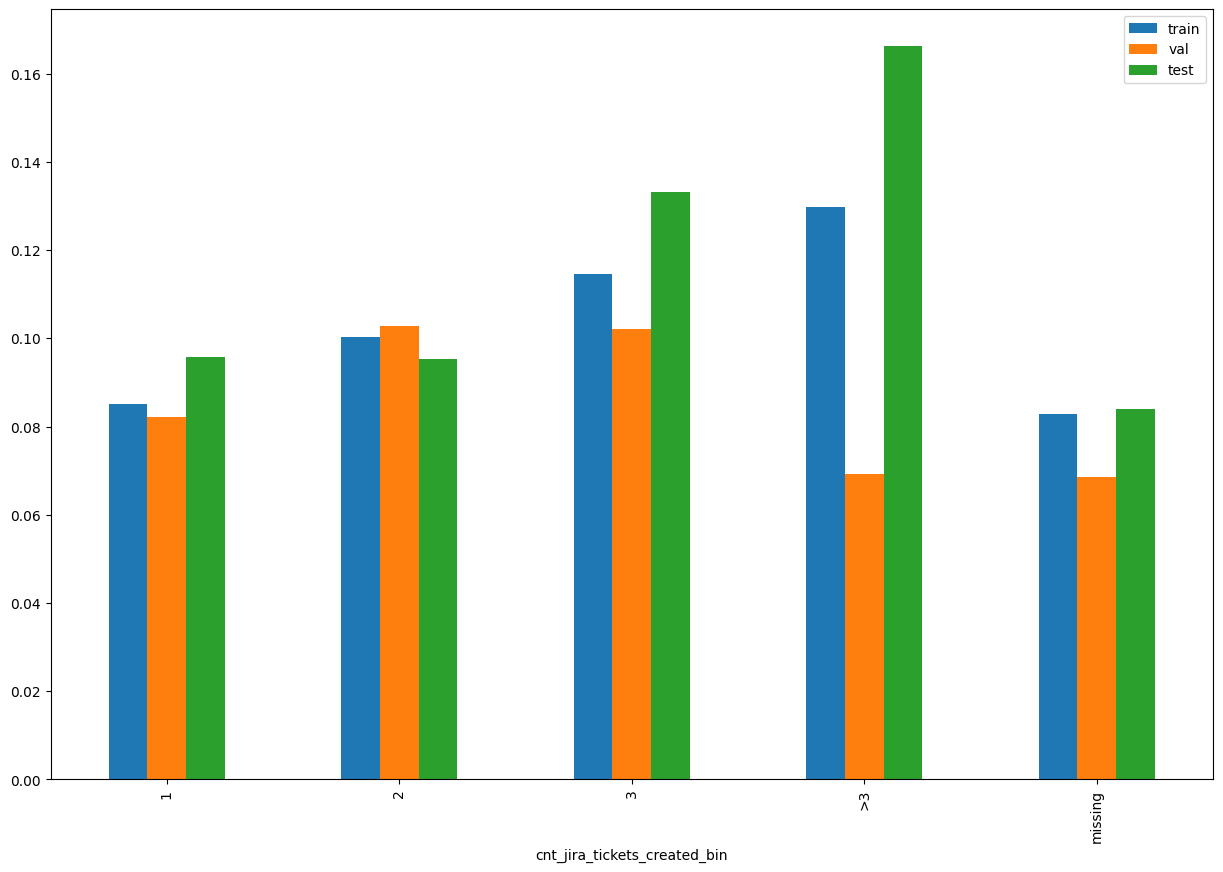 train
val
test
0.16
0.14
0.12
0.10
0.08
0.06
0.04
0.02
0.00
1
2
3
>3
missing
cnt_jira_tickets_created_bin